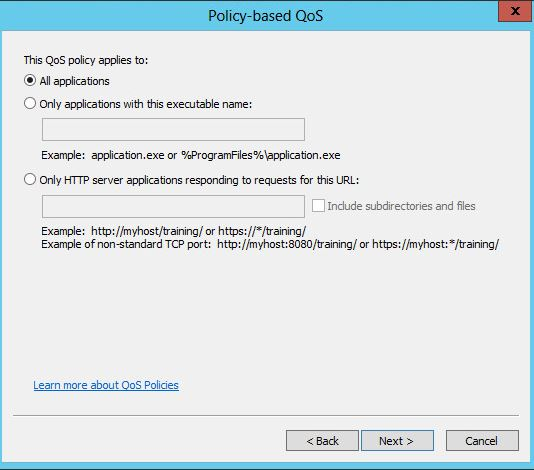 Policy-based QoS
x
This QoS policy applies to:
All applications
Only applications with this executable name:
Example: application.exe or %ProgramFiles%\application.exe
Only HTTP server applications responding to requests for this URL:
Include subdirectories and files
Example: http://myhost/training/ or https://*/training/
Example of non-standard TCP port: http://myhost:8080/training/ or https://myhost:*/training/
Learn more about QoS Policies
< Back Next > Cancel